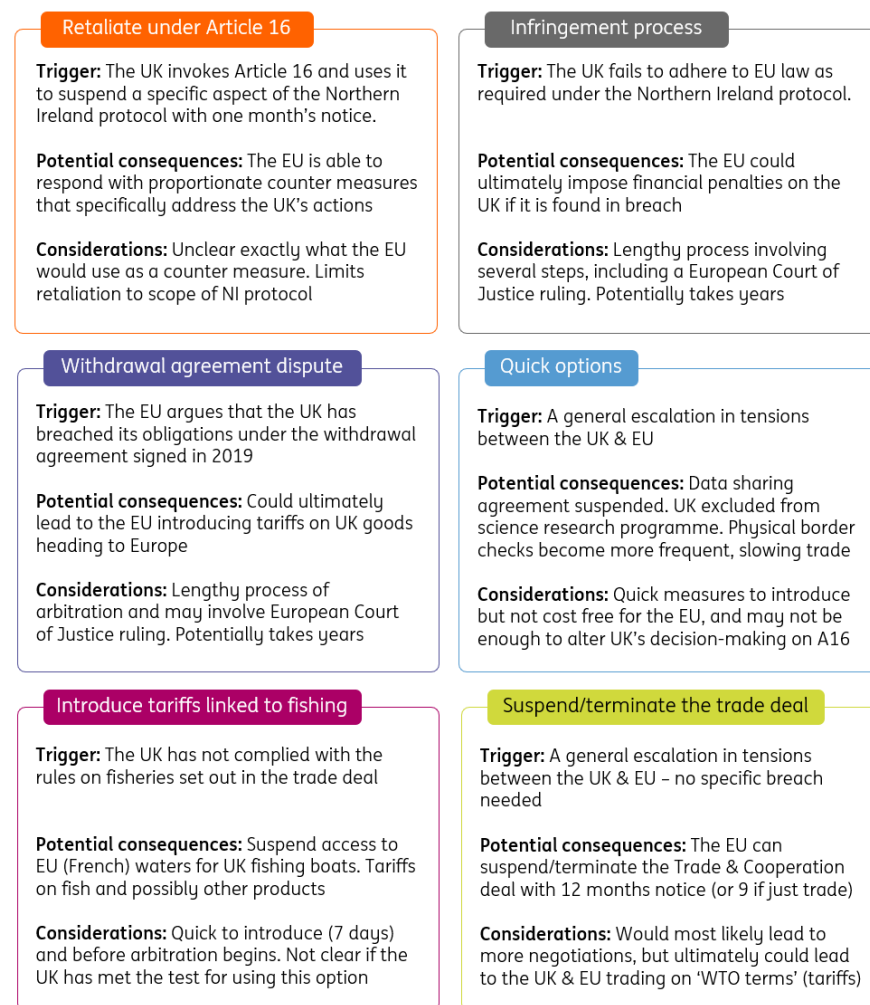 Retaliate under Article 16
Trigger: The UK invokes Article 16 and uses it
to suspend a specific aspect of the Northern
Ireland protocol with one month's notice.
Potential consequences: The EU is able to
respond with proportionate counter measures
that specifically address the UK's actions
Considerations: Unclear exactly what the EU
would use as a counter measure. Limits
retaliation to scope of NI protocol
Infringement process
Trigger: The UK fails to adhere to EU law as
required under the Northern Ireland protocol.
Potential consequences: The EU could
ultimately impose financial penalties on the
UK if it is found in breach
Considerations: Lengthy process involving
several steps, including a European Court of
Justice ruling. Potentially takes years
Withdrawal agreement dispute
Trigger: The EU argues that the UK has
breached its obligations under the withdrawal
agreement signed in 2019
Potential consequences: Could ultimately
lead to the EU introducing tariffs on UK goods
heading to Europe
Considerations: Lengthy process of
arbitration and may involve European Court
of Justice ruling. Potentially takes years
Quick options
Trigger: A general escalation in tensions
between the UK & EU
Potential consequences: Data sharing
agreement suspended. UK excluded from
science research programme. Physical border
checks become more frequent, slowing trade
Considerations: Quick measures to introduce
but not cost free for the EU, and may not be
enough to alter UK's decision-making on A16
Introduce tariffs linked to fishing
Trigger: The UK has not complied with the
rules on fisheries set out in the trade deal
Potential consequences: Suspend access to
EU (French) waters for UK fishing boats. Tariffs
on fish and possibly other products
Considerations: Quick to introduce (7 days)
and before arbitration begins. Not clear if the
UK has met the test for using this option
Suspend/terminate the trade deal
Trigger: A general escalation in tensions
between the UK & EU – no specific breach
needed
Potential consequences: The EU can
suspend/terminate the Trade & Cooperation
deal with 12 months notice (or 9 if just trade)
Considerations: Would most likely lead to
more negotiations, but ultimately could lead
to the UK & EU trading on 'WTO terms' (tariffs)